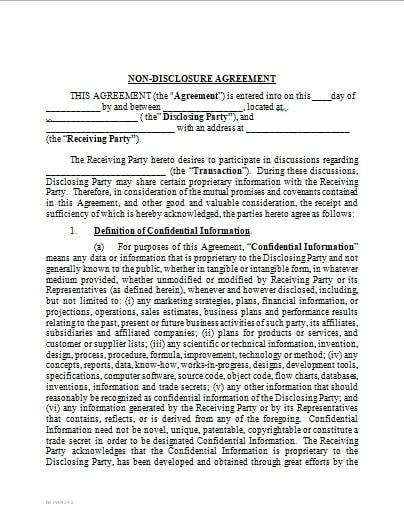 NON-DISCLOSURE AGREEMENT
THIS AGREEMENT (the "Agreement") is entered into on this ____day of
___________ by and between ________________, located at
__________________ ( the" Disclosing Party"), and
__________________________ with an address at _____________________
(the "Receiving Party").
The Receiving Party hereto desires to participate in discussions regarding
________________________ (the "Transaction"). During these discussions,
Disclosing Party may share certain proprietary information with the Receiving
Party. Therefore, in consideration of the mutual promises and covenants contained
in this Agreement, and other good and valuable consideration, the receipt and
sufficiency of which is hereby acknowledged, the parties hereto agree as follows:
1. Definition of Confidential Information.
(a) For purposes of this Agreement, "Confidential Information"
means any data or information that is proprietary to the Disclosing Party and not
generally known to the public, whether in tangible or intangible form, in whatever
medium provided, whether unmodified or modified by Receiving Party or its
Representatives (as defined herein), whenever and however disclosed, including,
but not limited to: (i) any marketing strategies, plans, financial information, or
projections, operations, sales estimates, business plans and performance results
relating to the past, present or future business activities of such party, its affiliates,
subsidiaries and affiliated companies; (ii) plans for products or services, and
customer or supplier lists; (iii) any scientific or technical information, invention,
design, process, procedure, formula, improvement, technology or method; (iv) any
concepts, reports, data, know-how, works-in-progress, designs, development tools,
specifications, computer software, source code, object code, flow charts, databases,
inventions, information and trade secrets; (v) any other information that should
reasonably be recognized as confidential information of the Disclosing Party; and
(vi) any information generated by the Receiving Party or by its Representatives
that contains, reflects, or is derived from any of the foregoing. Confidential
Information need not be novel, unique, patentable, copyrightable or constitute a
trade secret in order to be designated Confidential Information. The Receiving
Party acknowledges that the Confidential Information is proprietary to the
Disclosing Party, has been developed and obtained through great efforts by the